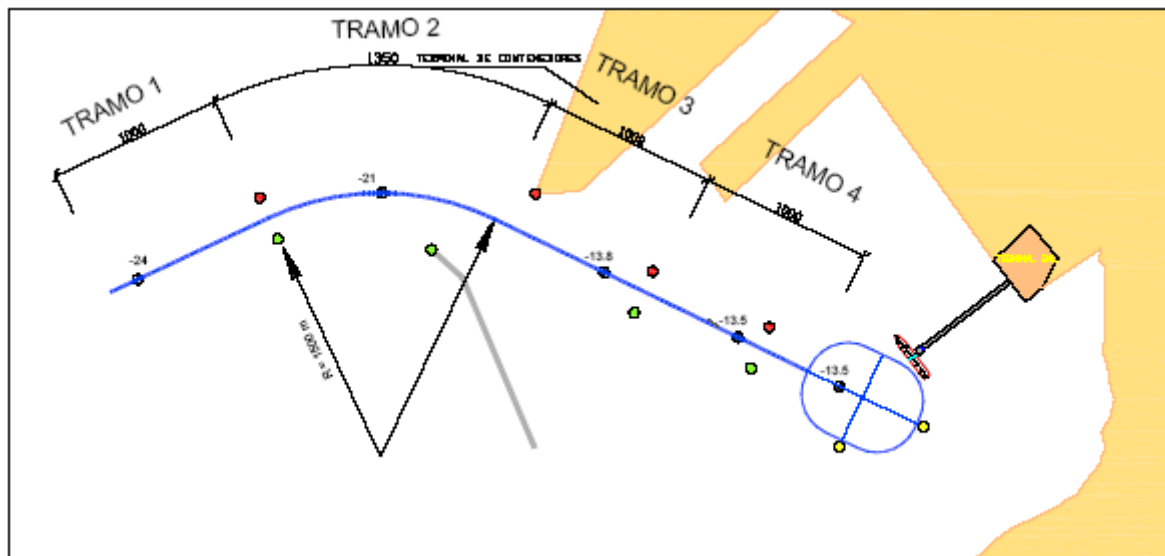 TRAMO 1
1000
TRAMO 2
1350
TERMINAL DE CONTENEDORES
TRAMO 3
1000
TRAMO 4
1000
-24
-21
-13.8
-13.5
-13.5
R = 1500 m